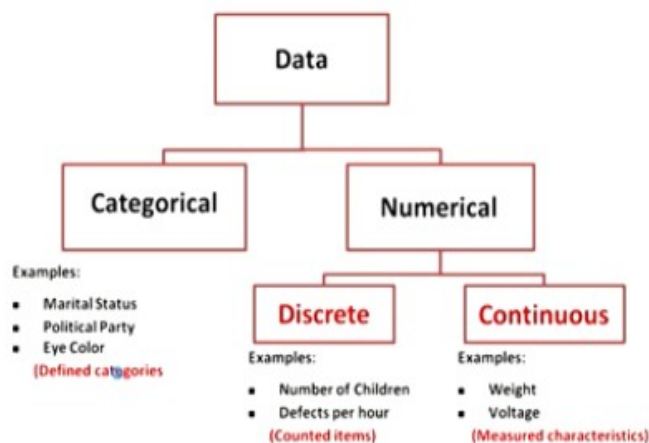 Data
Categorical
Numerical
Examples:
▪ Marital Status
▪ Political Party
▪ Eye Color
(Defined categories
Discrete
Examples:
▪ Number of Children
▪ Defects per hour
(Counted items)
Continuous
Examples:
▪ Weight
▪ Voltage
(Measured characteristics)